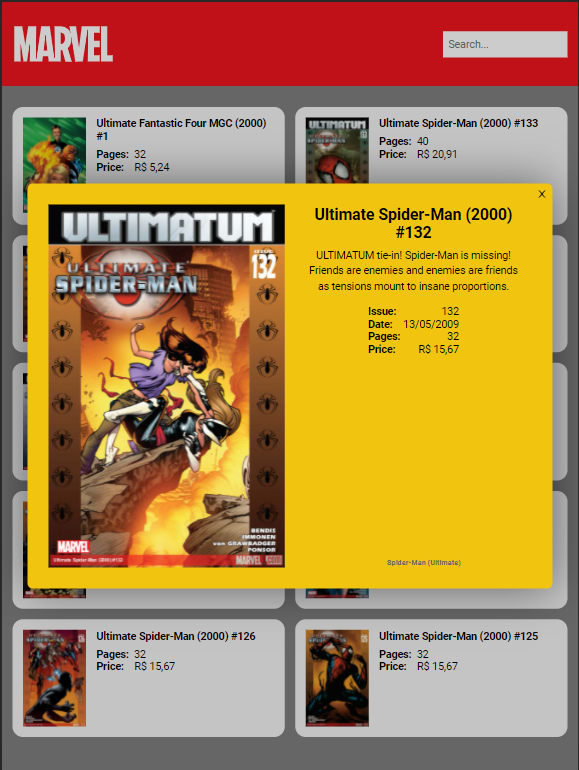 MARVEL
Search...
Ultimate Fantastic Four MGC (2000)
#1
Pages: 32
Price: R$ 5,24
Ultimate Spider-Man (2000) #133
Pages: 40
Price: R$ 20,91
X
ULTIMATUM
ISSUE
132
ULTIMATE
SPIDER-MAN
BENDIS
IMMONEN
von GRAWBADGER
PONSOR
MARVEL
Ultimate Spider-Man (2000) #132
MARVEL
Ultimate Spider-Man (2000)
#132
ULTIMATUM tie-in! Spider-Man is missing!
Friends are enemies and enemies are friends
as tensions mount to insane proportions.
Issue: 132
Date: 13/05/2009
Pages: 32
Price: R$ 15,67
Spider-Man (Ultimate)
Ultimate Spider-Man (2000) #126
Pages: 32
Price: R$ 15,67
Ultimate Spider-Man (2000) #125
Pages: 32
Price: R$ 15,67